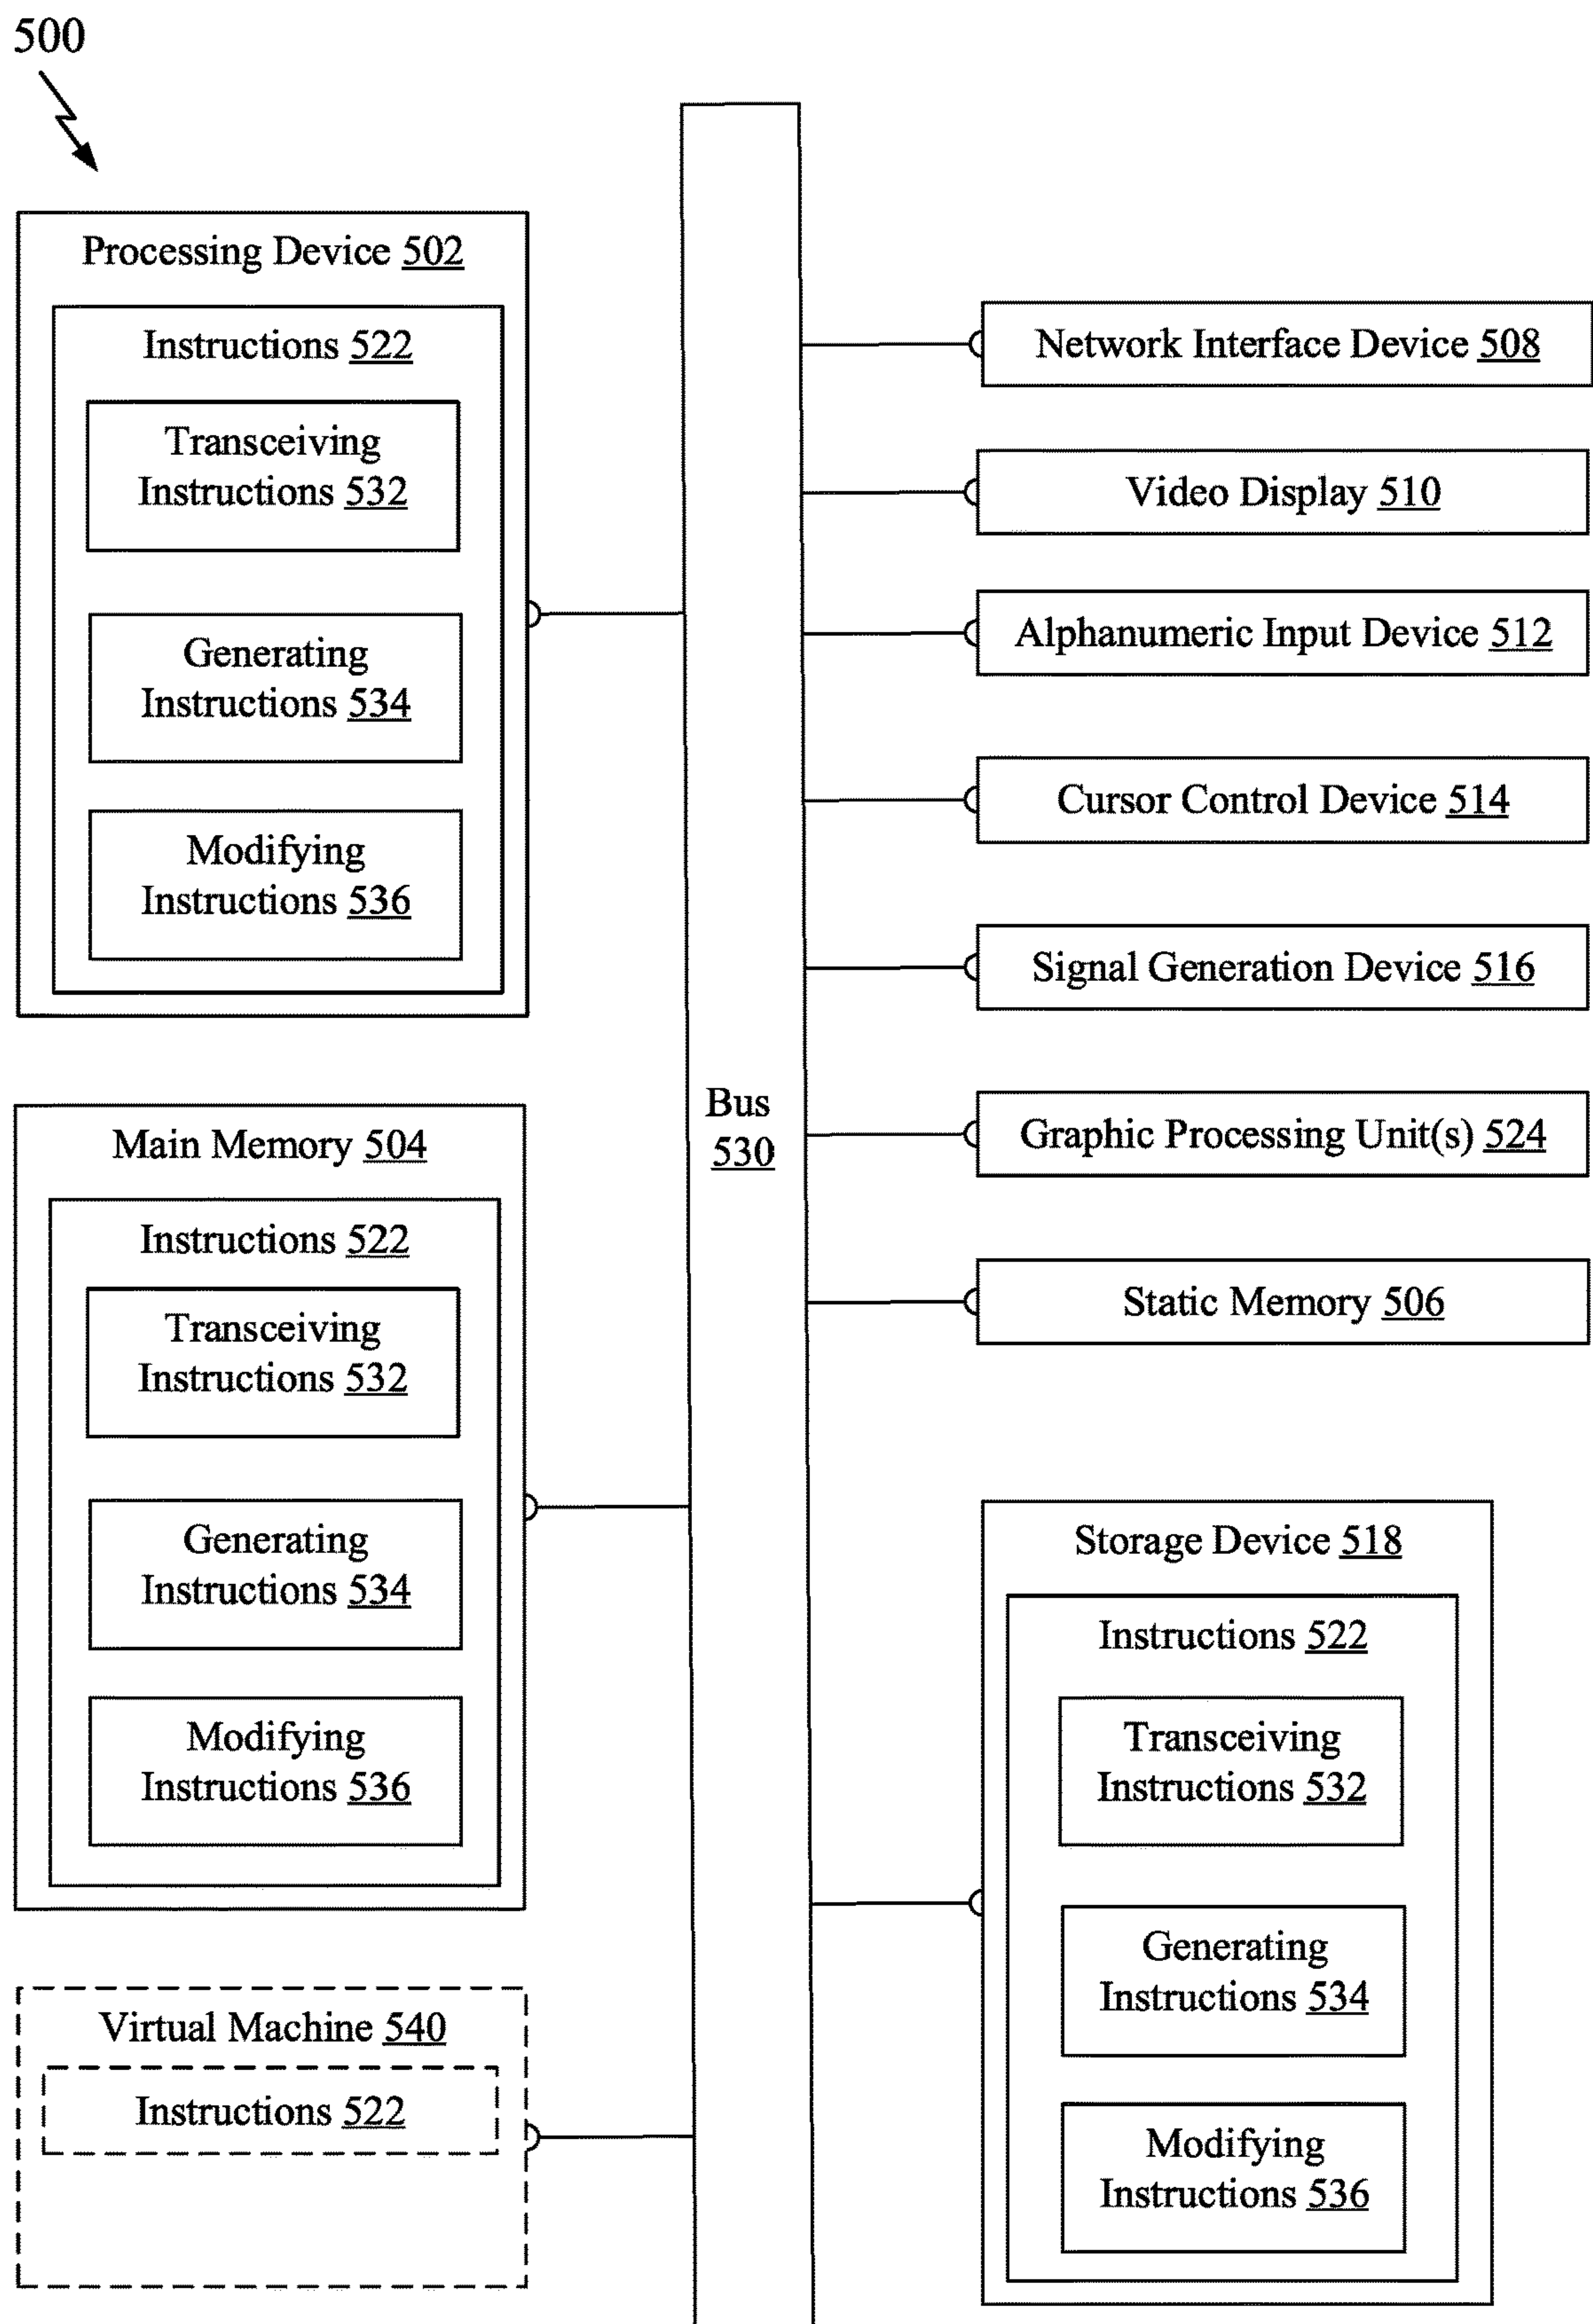 500
Processing Device 502
Instructions 522
Transceiving
Instructions 532
Generating
Instructions 534
Modifying
Instructions 536
Main Memory 504
Instructions 522
Transceiving
Instructions 532
Generating
Instructions 534
Modifying
Instructions 536
Virtual Machine 540
Instructions 522
Bus
530
Network Interface Device 508
Video Display 510
Alphanumeric Input Device 512
Cursor Control Device 514
Signal Generation Device 516
Graphic Processing Unit(s) 524
Static Memory 506
Storage Device 518
Instructions 522
Transceiving
Instructions 532
Generating
Instructions 534
Modifying
Instructions 536